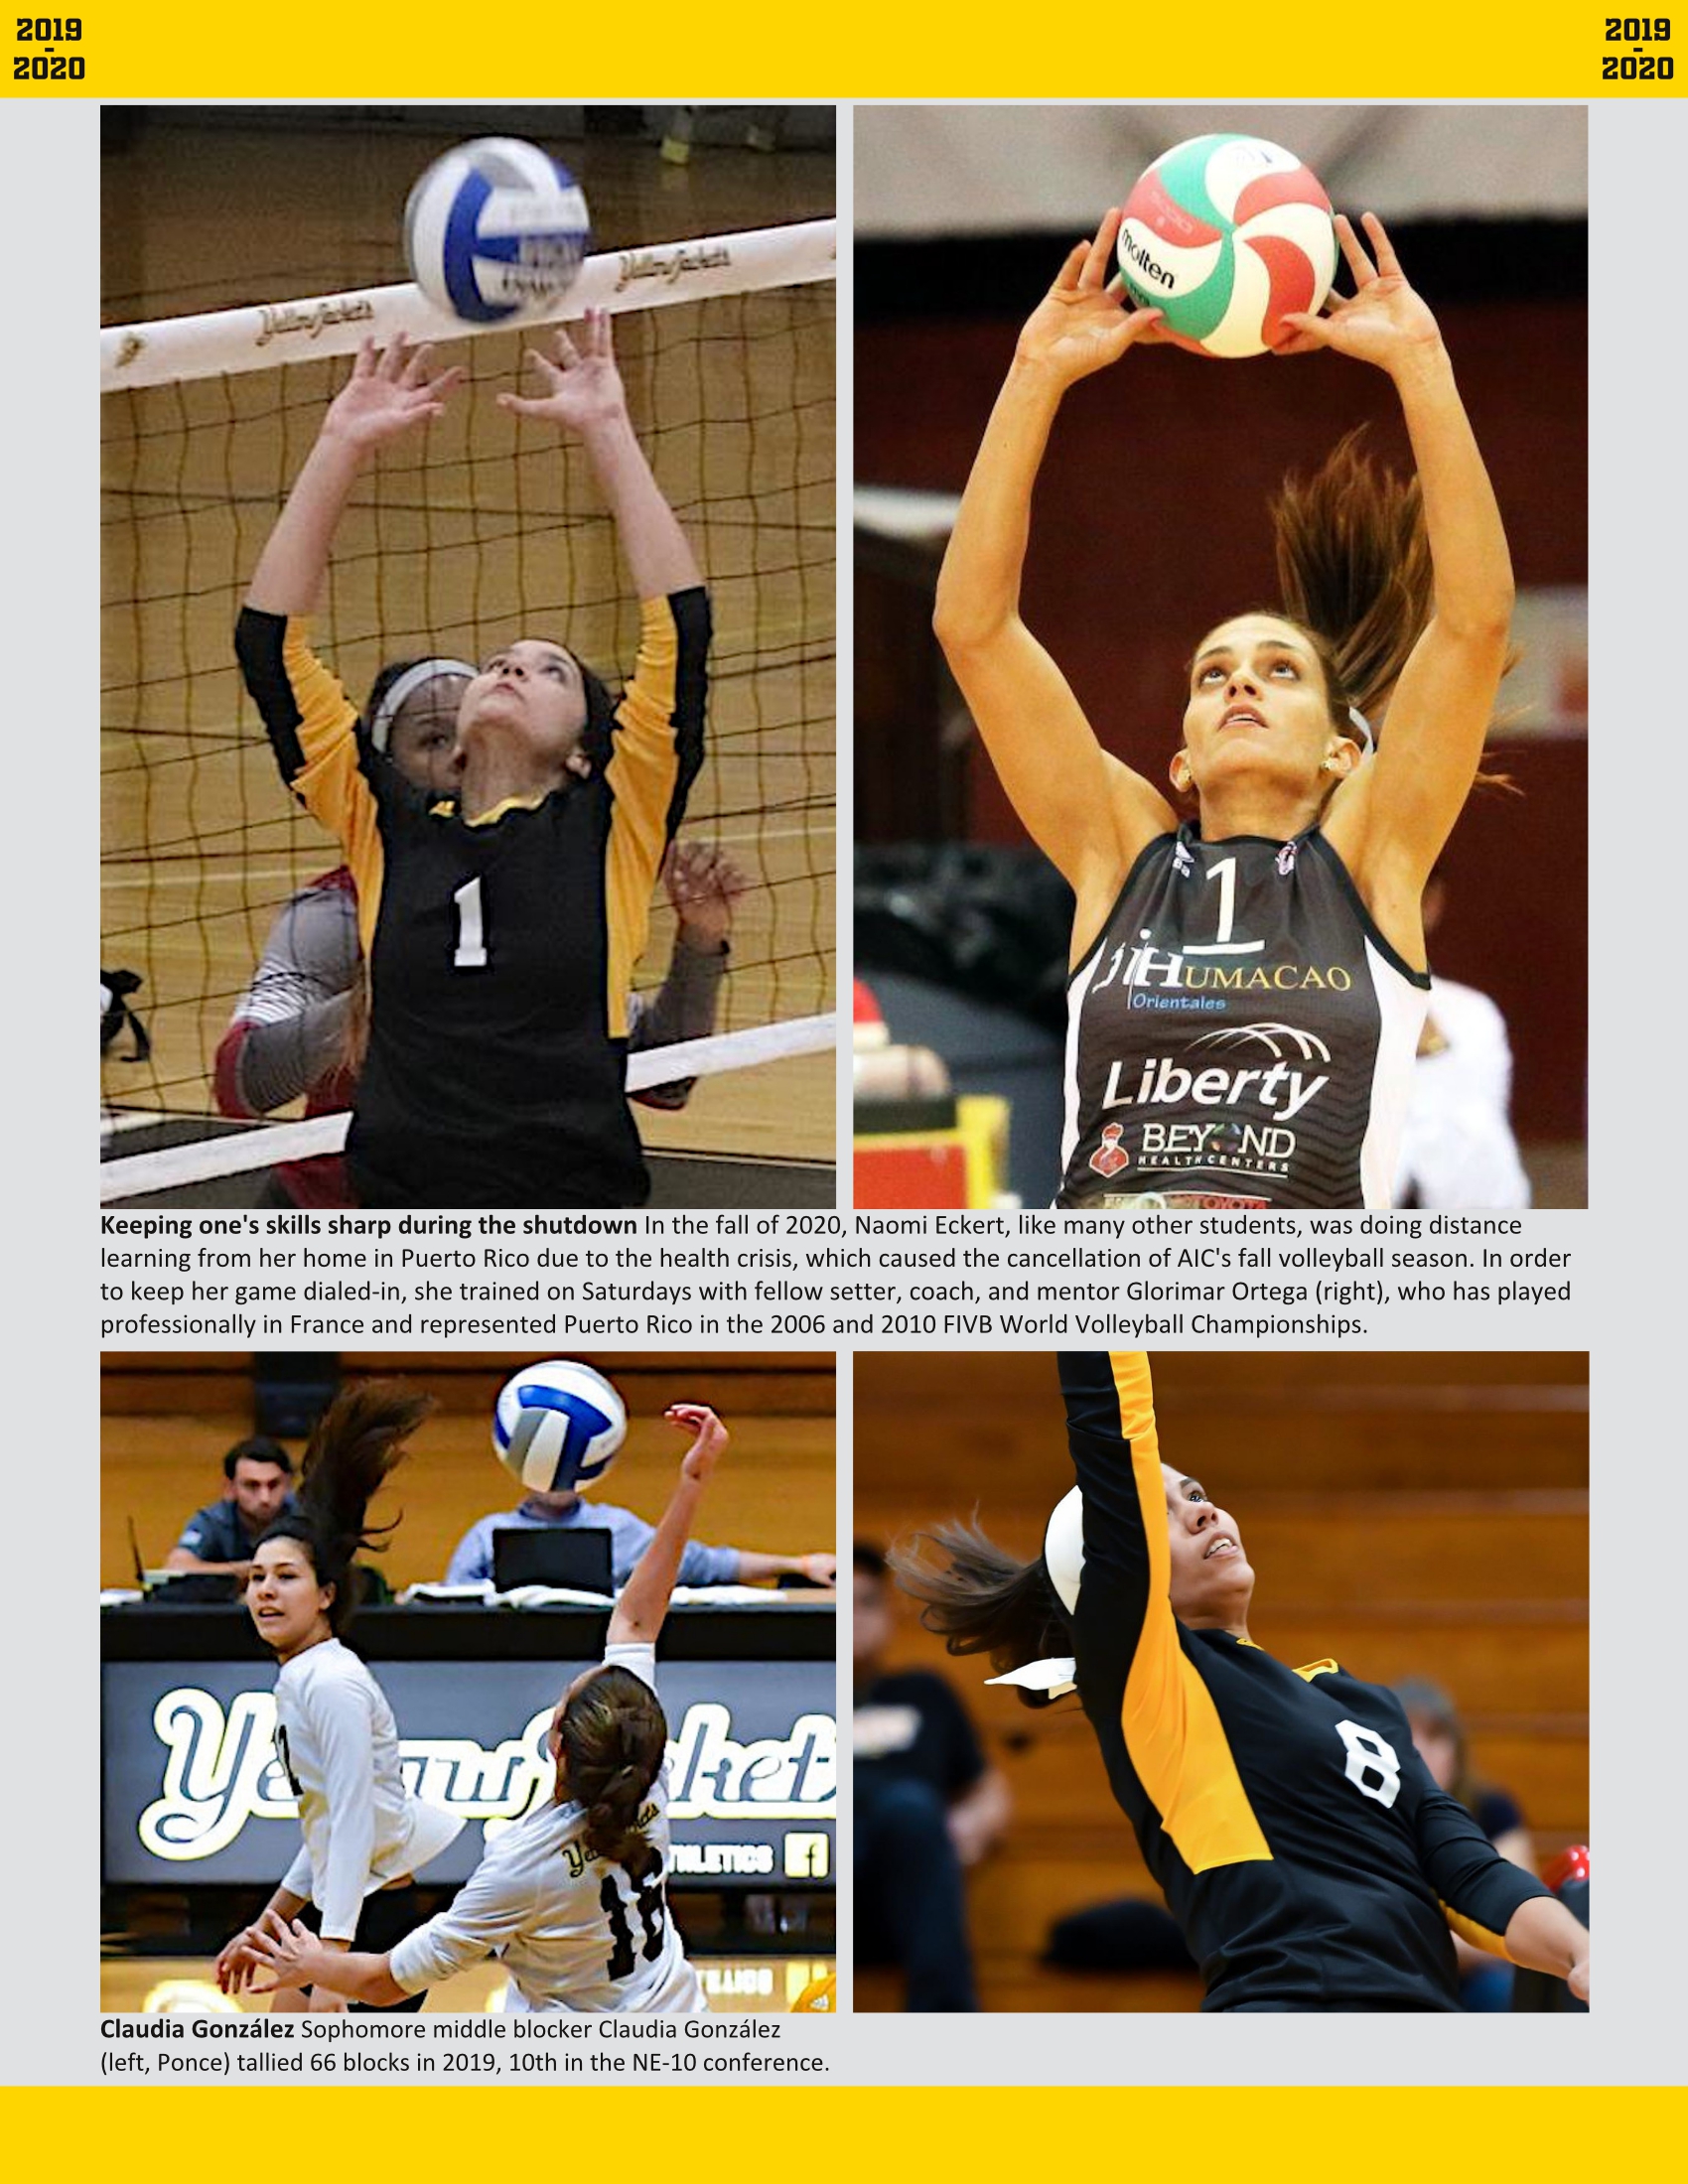 2019
-
2020
2019
-
2020
Yellow Jackets
Yellow Jackets
molten
1
1
HUMACAO
Orientales
Liberty
BEYOND
HEALTH CENTERS
TOYOTA
Keeping one's skills sharp during the shutdown In the fall of 2020, Naomi Eckert, like many other students, was doing distance
learning from her home in Puerto Rico due to the health crisis, which caused the cancellation of AIC's fall volleyball season. In order
to keep her game dialed-in, she trained on Saturdays with fellow setter, coach, and mentor Glorimar Ortega (right), who has played
professionally in France and represented Puerto Rico in the 2006 and 2010 FIVB World Volleyball Championships.
8
Claudia González Sophomore middle blocker Claudia González
(left, Ponce) tallied 66 blocks in 2019, 10th in the NE-10 conference.